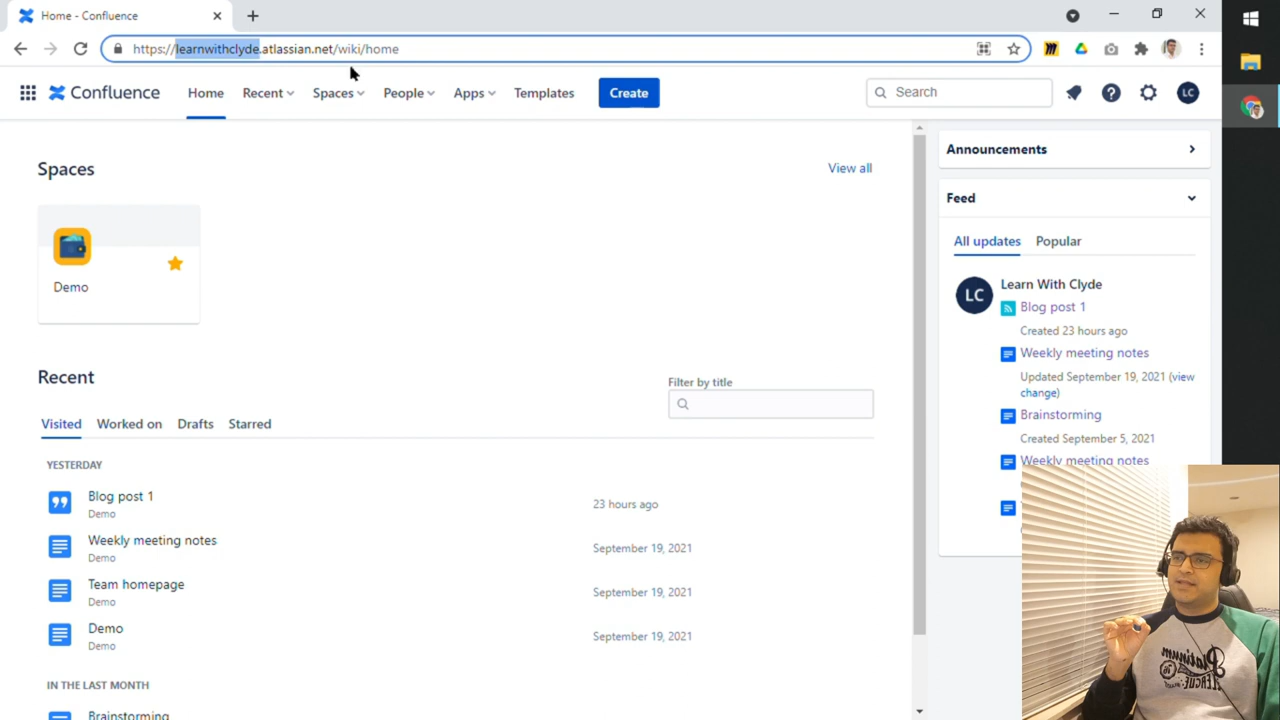 Home - Confluence
https://learnwithclyde.atlassian.net/wiki/home
Confluence
Home
Recent
Spaces
People
Apps
Templates
Create
Search
LC
Spaces
View all
Demo
Recent
Filter by title
Visited
Worked on
Drafts
Starred
YESTERDAY
Blog post 1
Demo
23 hours ago
Weekly meeting notes
Demo
September 19, 2021
Team homepage
Demo
September 19, 2021
Demo
Demo
September 19, 2021
IN THE LAST MONTH
Brainstorming
Announcements
Feed
All updates
Popular
LC
Learn With Clyde
Blog post 1
Created 23 hours ago
Weekly meeting notes
Updated September 19, 2021 (view
change)
Brainstorming
Created September 5, 2021
Weekly meeting notes
Platinum
LEAGUE